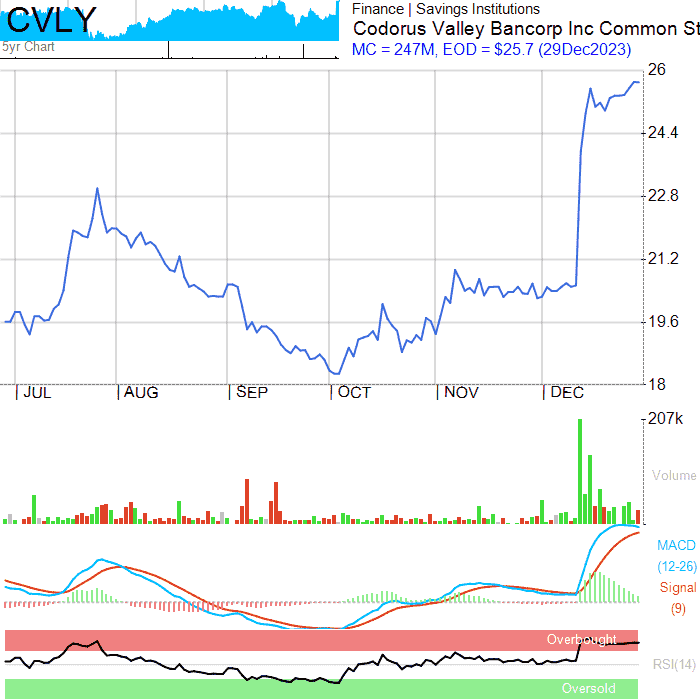 CVLY
5yr Chart
Finance | Savings Institutions
Codorus Valley Bancorp Inc Common St
MC = 247M, EOD = $25.7 (29Dec2023)
26
24.4
22.8
21.2
19.6
18
JUL AUG SEP OCT NOV DEC
207k
Volume
MACD
(12-26)
Signal
(9)
Overbought
RSI(14)
Oversold